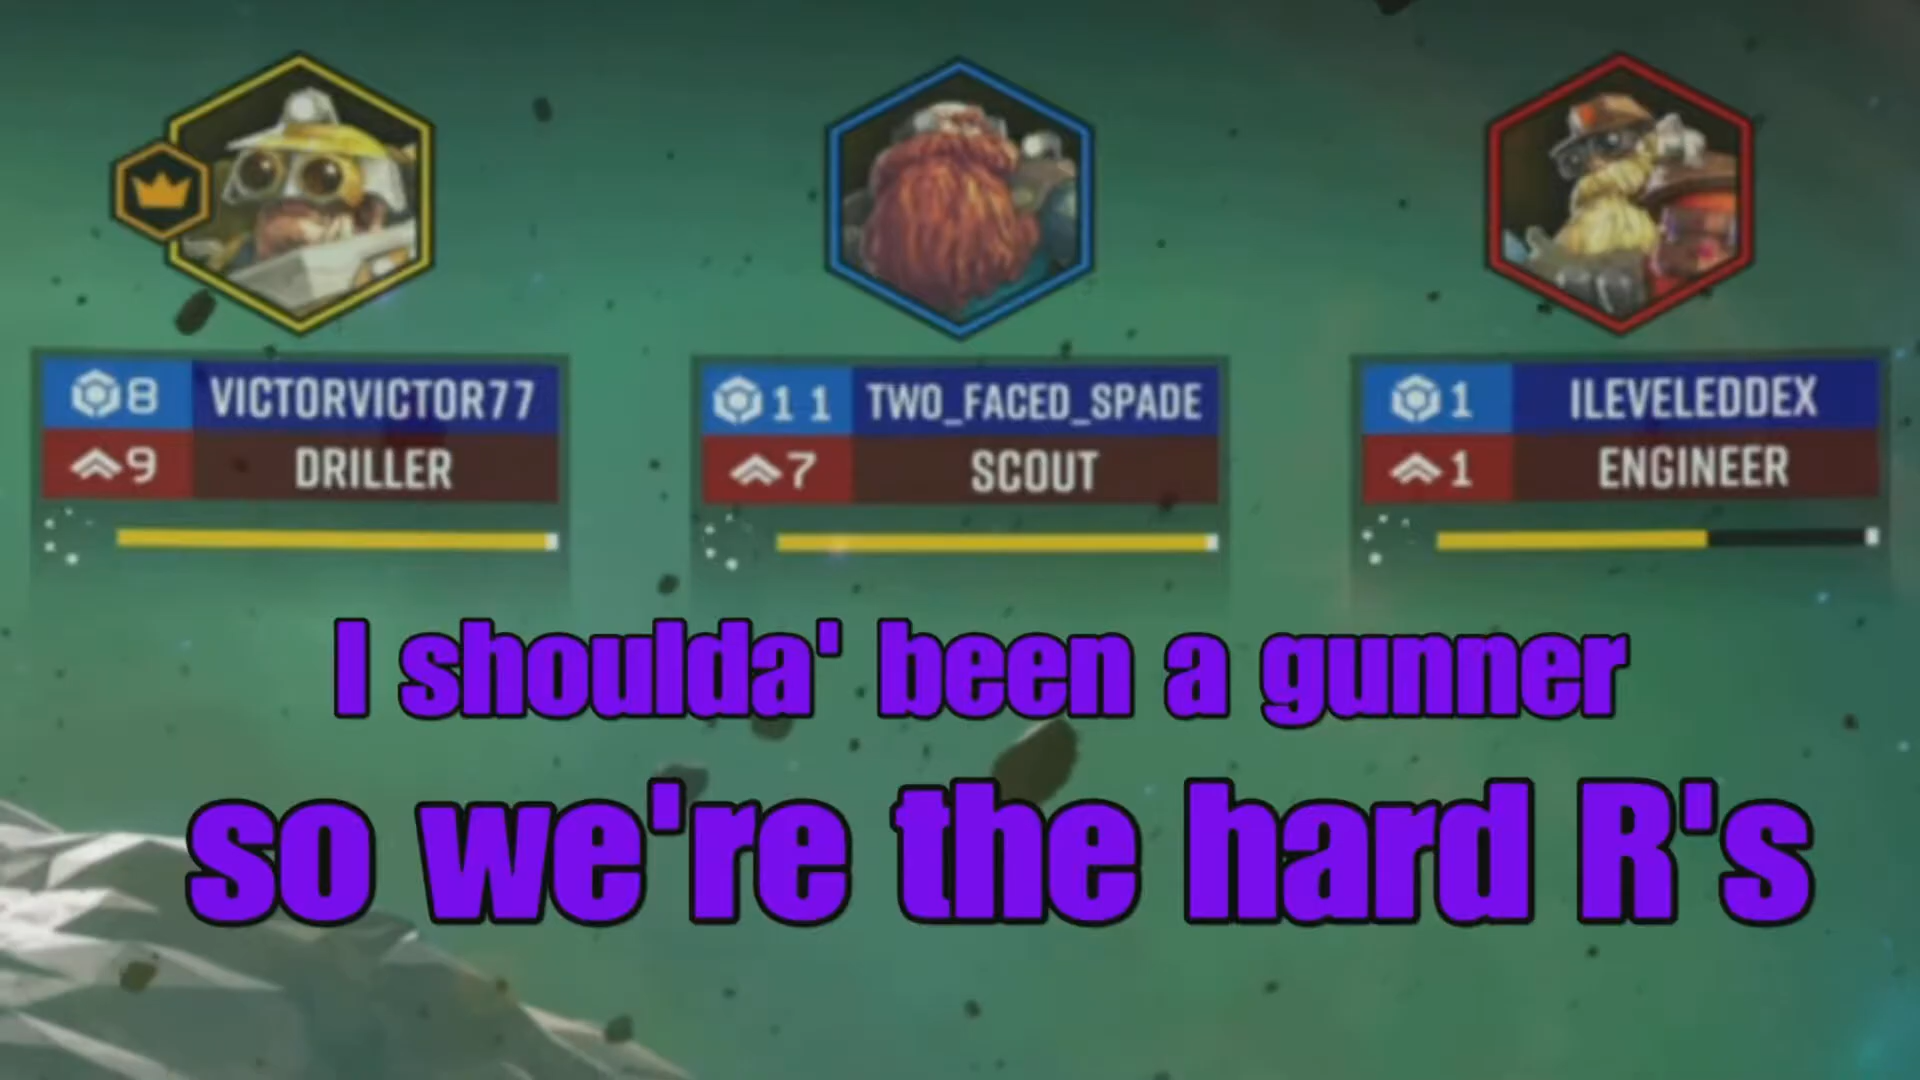 8 VICTORVICTOR77
9 DRILLER
11 TWO_FACED_SPADE
7 SCOUT
1 ILEVELEDDEX
1 ENGINEER
I shoulda' been a gunner
so we're the hard R's